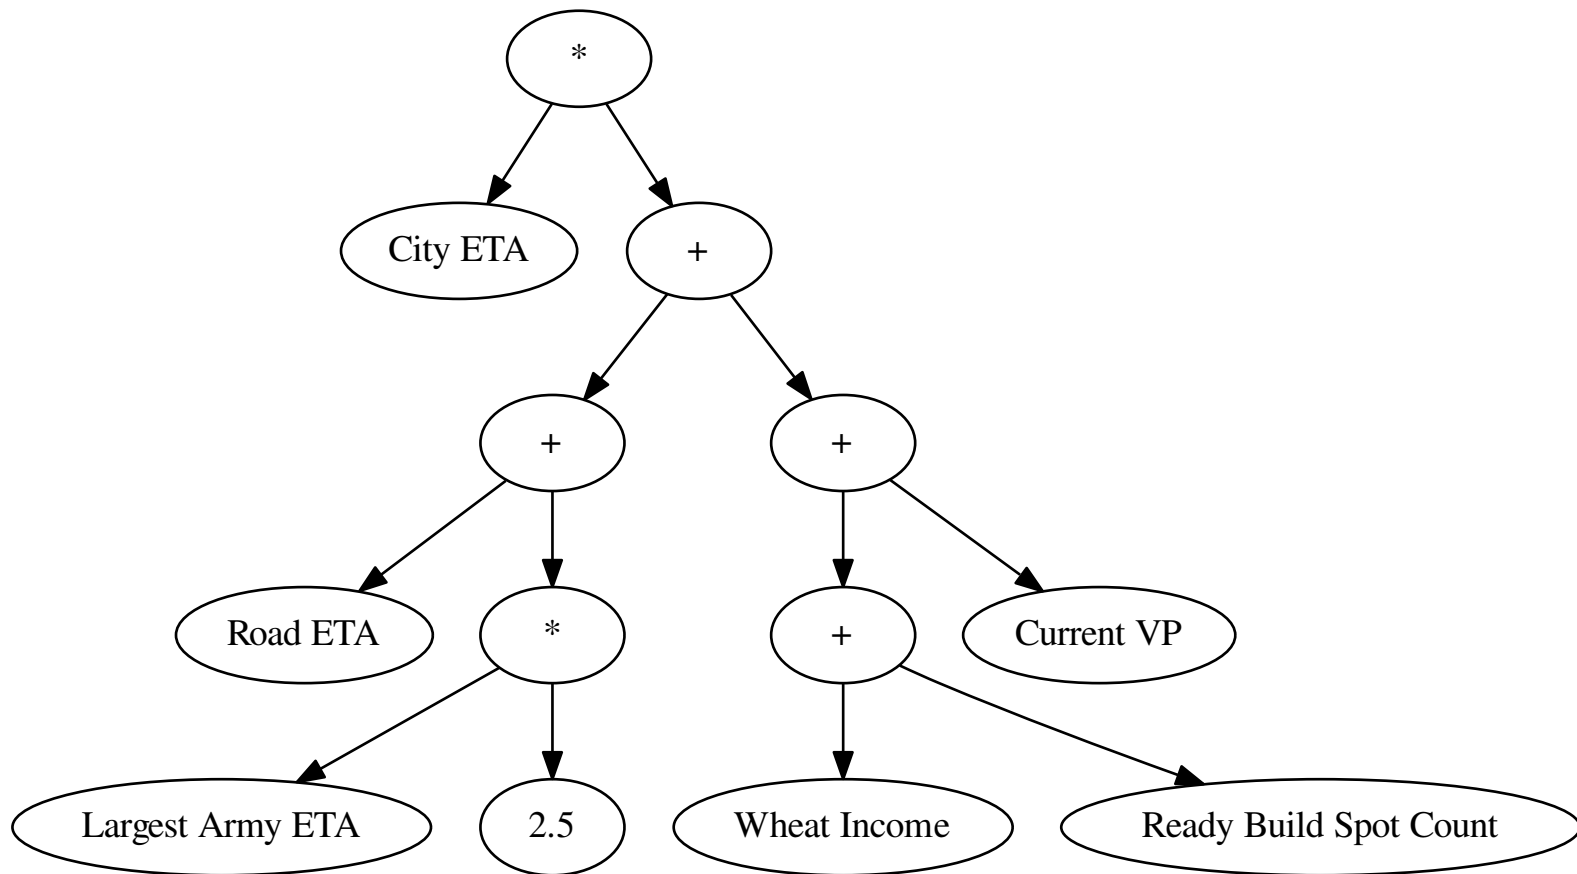 *
City ETA
+
+
+
Road ETA
*
+
Current VP
Largest Army ETA
2.5
Wheat Income
Ready Build Spot Count